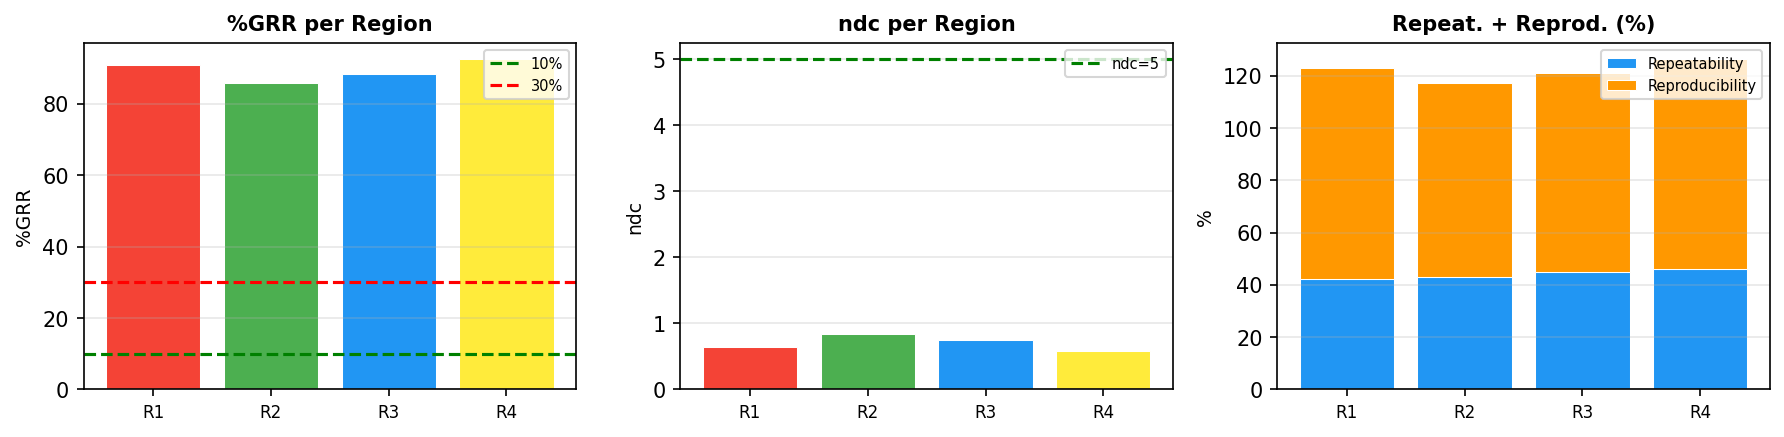 %GRR per Region
%GRR
80
60
40
20
0
R1 R2 R3 R4
10%
30%
ndc per Region
ndc
5
4
3
2
1
0
R1 R2 R3 R4
ndc=5
Repeat. + Reprod. (%)
%
120
100
80
60
40
20
0
R1 R2 R3 R4
Repeatability
Reproducibility